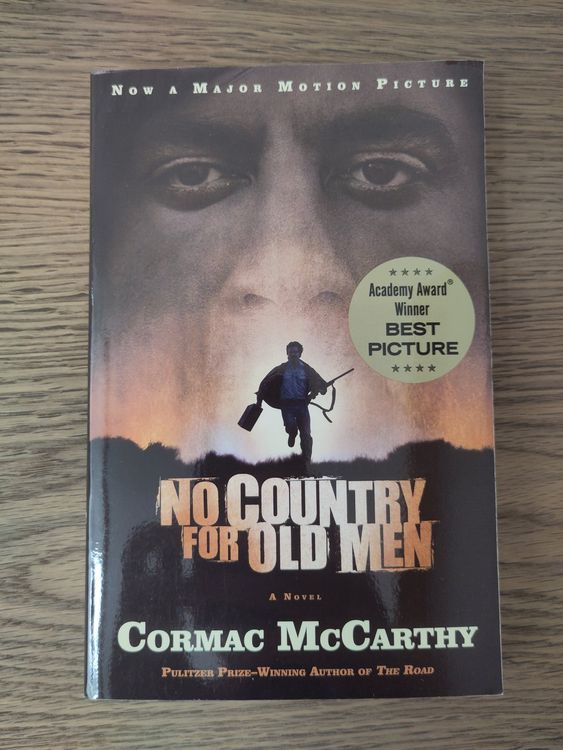 Now a Major Motion Picture
★★★★
Academy Award®
Winner
BEST
PICTURE
★★★★
NO COUNTRY
FOR OLD MEN
A Novel
Cormac McCarthy
Pulitzer Prize–Winning Author of The Road